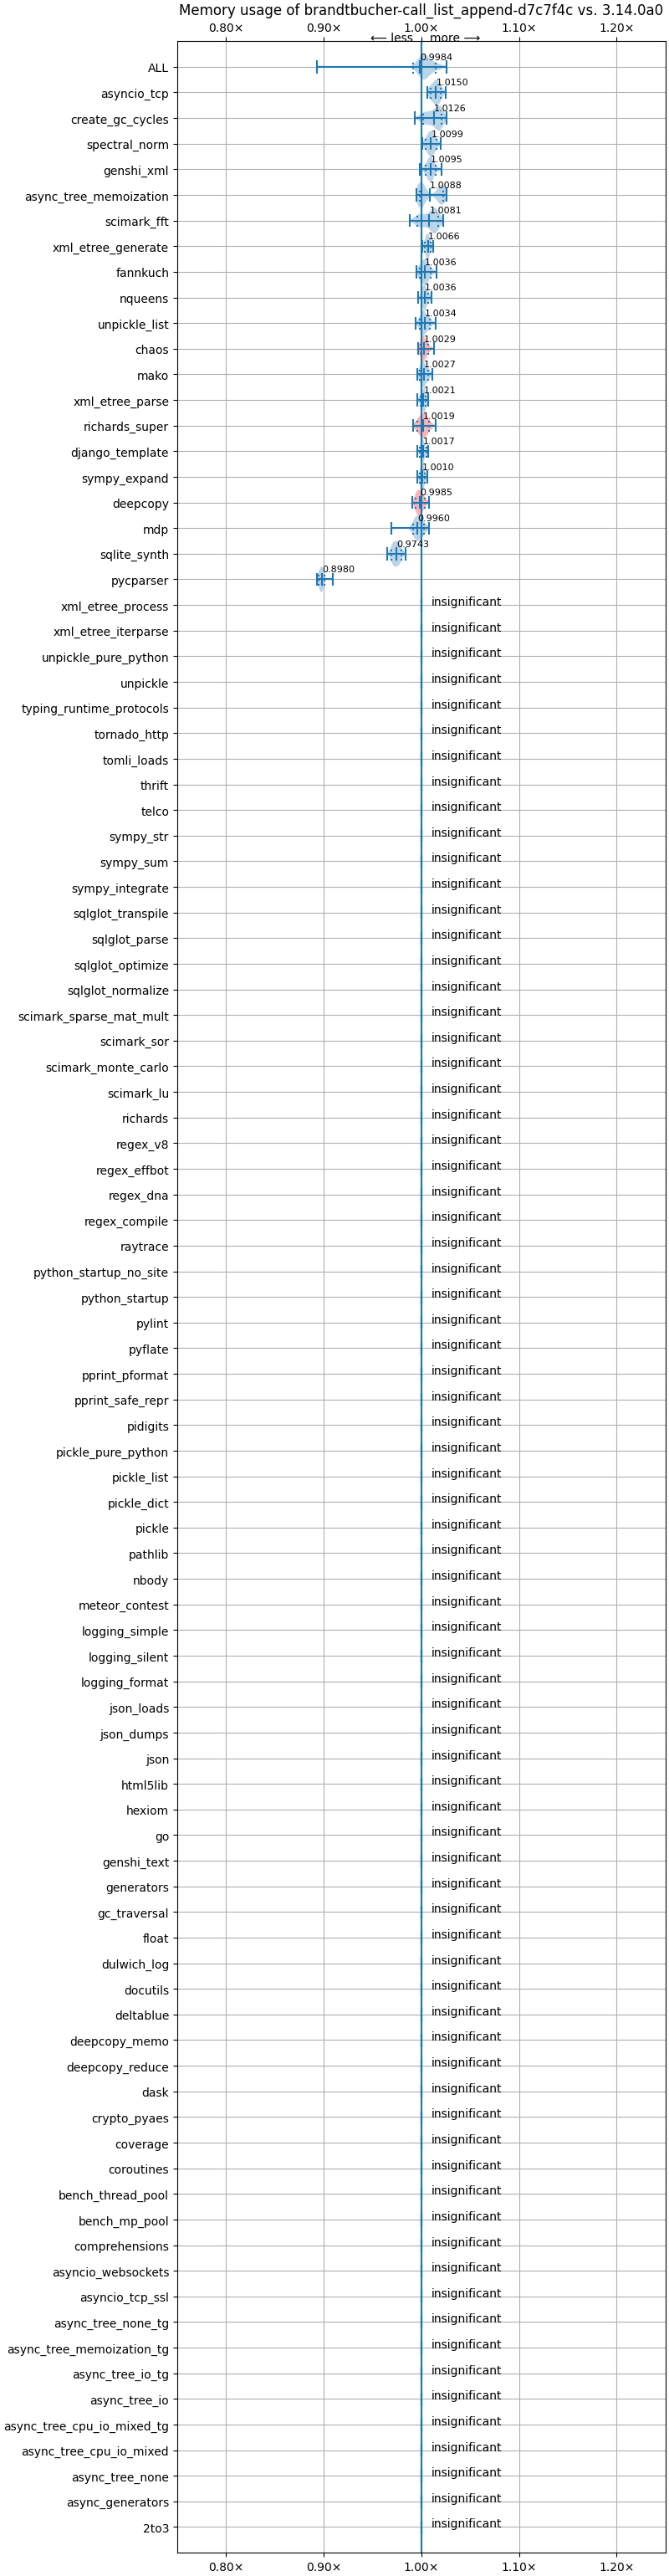 Memory usage of brandtbucher-call_list_append-d7c7f4c vs. 3.14.0a0
0.80× 0.90× 1.00× 1.10× 1.20×
⟵ less more ⟶
ALL 0.9984
asyncio_tcp 1.0150
create_gc_cycles 1.0126
spectral_norm 1.0099
genshi_xml 1.0095
async_tree_memoization 1.0088
scimark_fft 1.0081
xml_etree_generate 1.0066
fannkuch 1.0036
nqueens 1.0036
unpickle_list 1.0034
chaos 1.0029
mako 1.0027
xml_etree_parse 1.0021
richards_super 1.0019
django_template 1.0017
sympy_expand 1.0010
deepcopy 0.9985
mdp 0.9960
sqlite_synth 0.9743
pycparser 0.8980
xml_etree_process insignificant
xml_etree_iterparse insignificant
unpickle_pure_python insignificant
unpickle insignificant
typing_runtime_protocols insignificant
tornado_http insignificant
tomli_loads insignificant
thrift insignificant
telco insignificant
sympy_str insignificant
sympy_sum insignificant
sympy_integrate insignificant
sqlglot_transpile insignificant
sqlglot_parse insignificant
sqlglot_optimize insignificant
sqlglot_normalize insignificant
scimark_sparse_mat_mult insignificant
scimark_sor insignificant
scimark_monte_carlo insignificant
scimark_lu insignificant
richards insignificant
regex_v8 insignificant
regex_effbot insignificant
regex_dna insignificant
regex_compile insignificant
raytrace insignificant
python_startup_no_site insignificant
python_startup insignificant
pylint insignificant
pyflate insignificant
pprint_pformat insignificant
pprint_safe_repr insignificant
pidigits insignificant
pickle_pure_python insignificant
pickle_list insignificant
pickle_dict insignificant
pickle insignificant
pathlib insignificant
nbody insignificant
meteor_contest insignificant
logging_simple insignificant
logging_silent insignificant
logging_format insignificant
json_loads insignificant
json_dumps insignificant
json insignificant
html5lib insignificant
hexiom insignificant
go insignificant
genshi_text insignificant
generators insignificant
gc_traversal insignificant
float insignificant
dulwich_log insignificant
docutils insignificant
deltablue insignificant
deepcopy_memo insignificant
deepcopy_reduce insignificant
dask insignificant
crypto_pyaes insignificant
coverage insignificant
coroutines insignificant
bench_thread_pool insignificant
bench_mp_pool insignificant
comprehensions insignificant
asyncio_websockets insignificant
asyncio_tcp_ssl insignificant
async_tree_none_tg insignificant
async_tree_memoization_tg insignificant
async_tree_io_tg insignificant
async_tree_io insignificant
async_tree_cpu_io_mixed_tg insignificant
async_tree_cpu_io_mixed insignificant
async_tree_none insignificant
async_generators insignificant
2to3 insignificant
0.80× 0.90× 1.00× 1.10× 1.20×